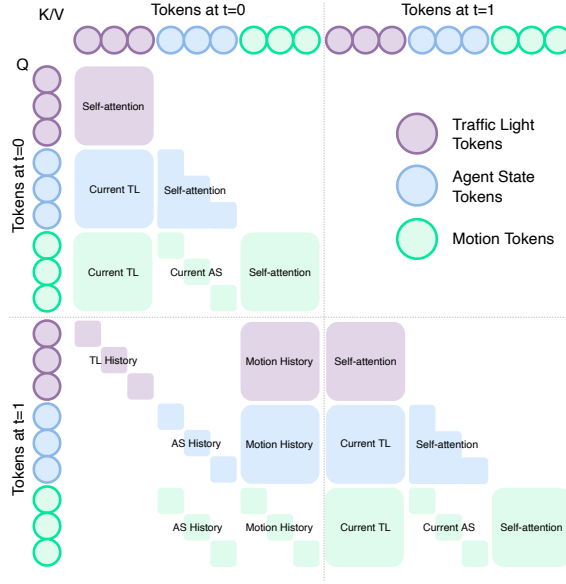 K/V
Tokens at t=0
Tokens at t=1
Q
Tokens at t=0
Self-attention
Current TL
Self-attention
Current TL
Current AS
Self-attention
Traffic Light
Tokens
Agent State
Tokens
Motion Tokens
Tokens at t=1
TL History
Motion History
Self-attention
AS History
Motion History
Current TL
Self-attention
AS History
Motion History
Current TL
Current AS
Self-attention